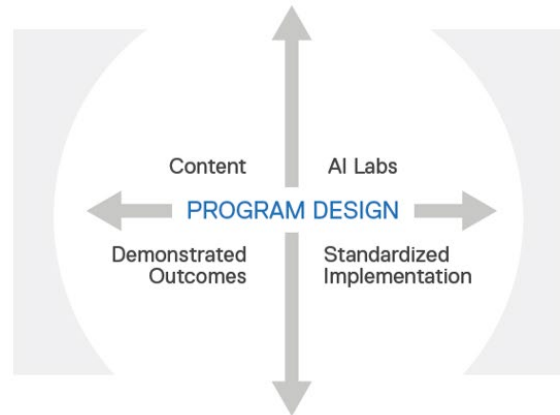 Content
AI Labs
PROGRAM DESIGN
Demonstrated
Outcomes
Standardized
Implementation